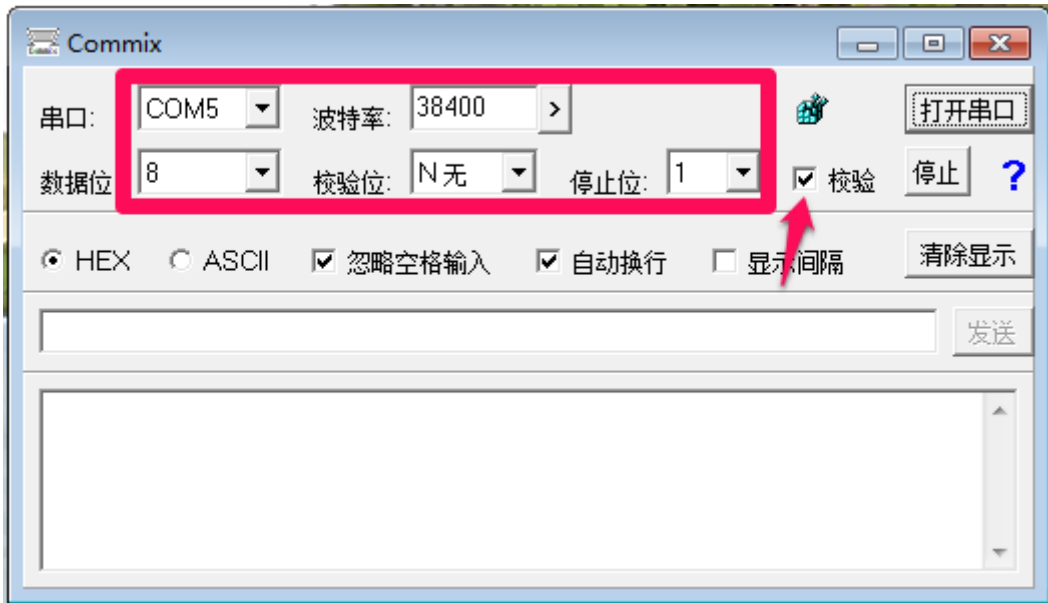 Commix
串口: COM5 波特率: 38400 > 打开串口
数据位 8 校验位: N 无 停止位: 1 校验 停止 ?
HEX ASCII 忽略空格输入 自动换行 显示间隔 清除显示
发送